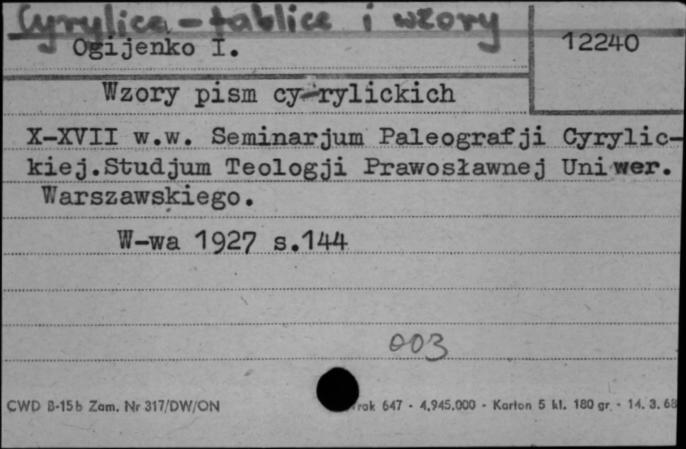 Cyrylica - tablice i wzory
Ogijenko I.
12240
Wzory pism cy-rylickich
X-XVII w.w. Seminarjum Paleografji Cyrylic-
kiej.Studjum Teologji Prawosławnej Uniwer.
Warszawskiego.
W-wa 1927 s.144
003
CWD B-15b Zam. Nr 317/DW/ON
647 - 4.945.000 - Karton 5 kl. 180 gr. - 14. 3. 68